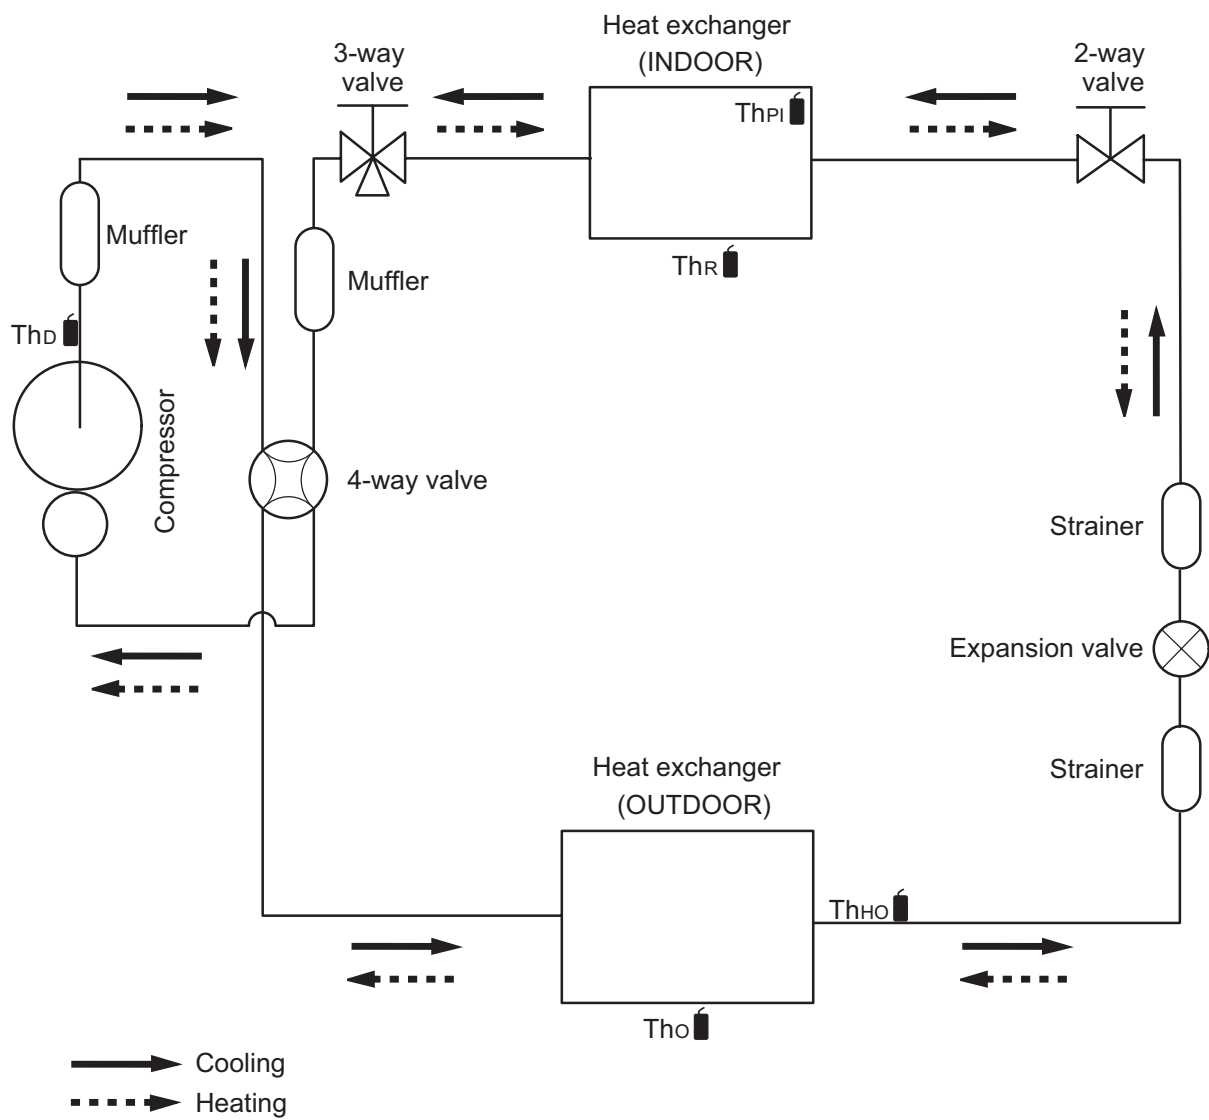 Heat exchanger
(INDOOR)
3-way
valve
2-way
valve
ThPI
Muffler
ThR
Muffler
ThD
Compressor
4-way valve
Strainer
Expansion valve
Heat exchanger
(OUTDOOR)
Strainer
ThHO
ThO
Cooling
Heating